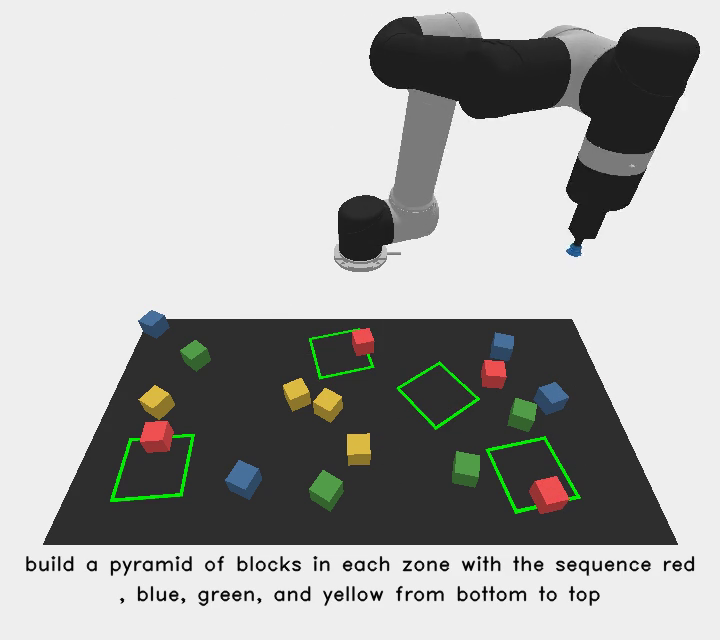 build a pyramid of blocks in each zone with the sequence red
, blue, green, and yellow from bottom to top